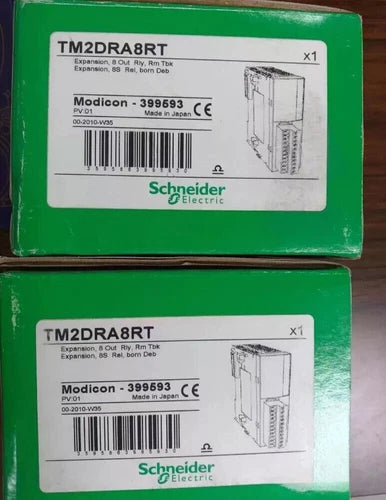 TM2DRA8RT
x1
Expansion, 8 Out Rly, Rm Tbk
Expansion, 8S Rel, born Deb
Modicon - 399593
PV:01
Made in Japan
00-2010-W35
Schneider
Electric
TM2DRA8RT
x1
Expansion, 8 Out Rly, Rm Tbk
Expansion, 8S Rel, born Deb
Modicon - 399593
PV:01
Made in Japan
00-2010-W35
Schneider
Electric